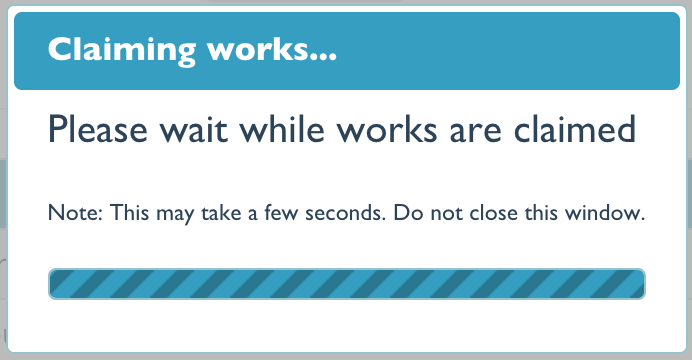 Claiming works...
Please wait while works are claimed
Note: This may take a few seconds. Do not close this window.